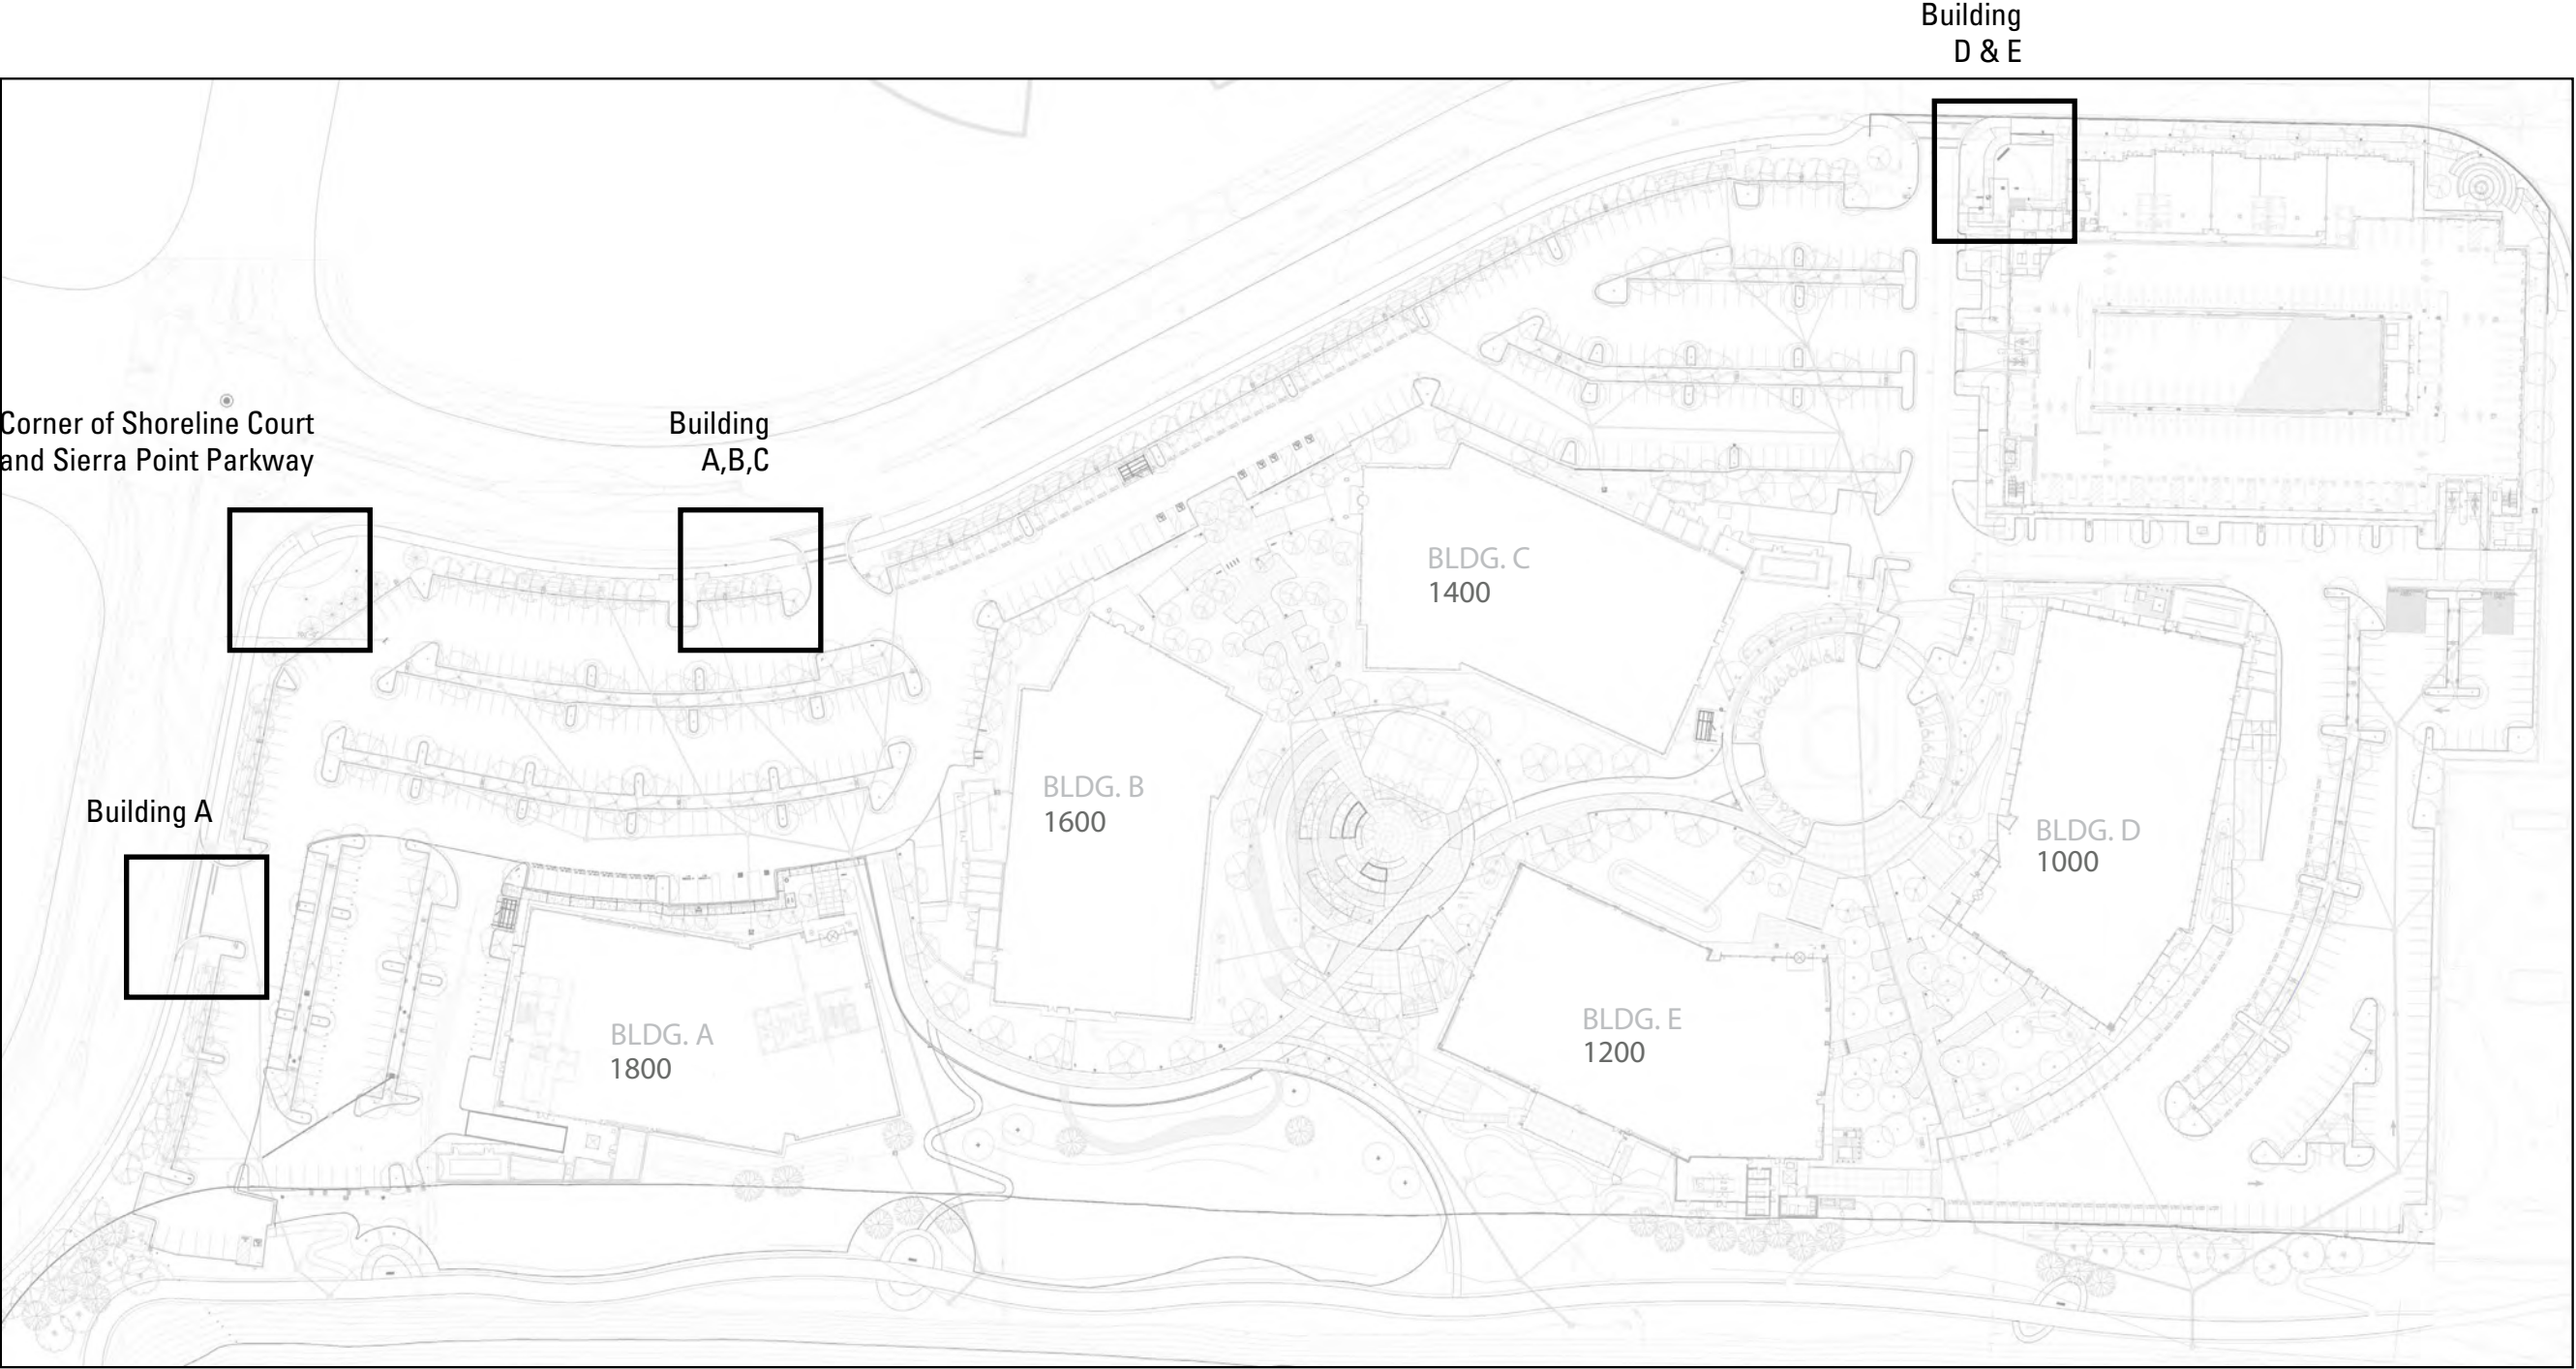 Building
D & E
Corner of Shoreline Court
and Sierra Point Parkway
Building
A,B,C
BLDG. C
1400
BLDG. B
1600
Building A
BLDG. D
1000
BLDG. A
1800
BLDG. E
1200